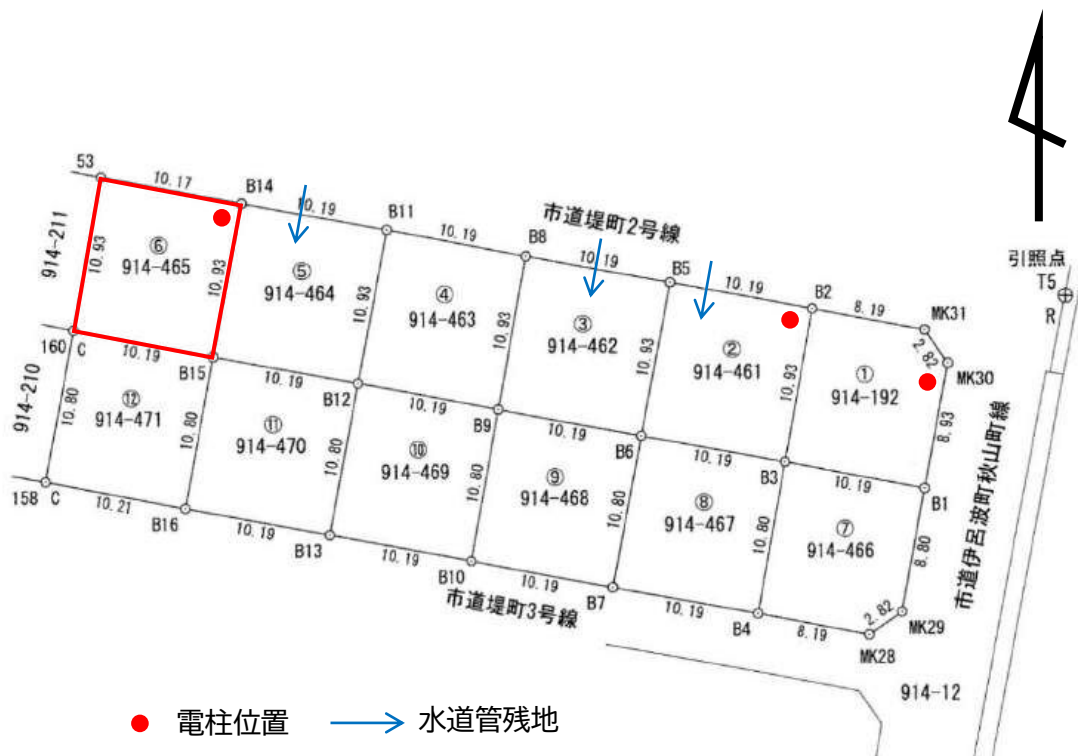 53
10.17
B14
10.19
B11
10.19
B8
市道堤町2号線
10.19
B5
10.19
B2
8.19
MK31
2.82
MK30
引照点
T5
R
914-211
10.93
⑥
914-465
10.93
⑤
914-464
10.93
④
914-463
10.93
③
914-462
10.93
②
914-461
10.93
①
914-192
8.93
160 C
10.19
B15
10.19
B12
10.19
B9
10.19
B6
10.19
B3
10.19
B1
914-210
10.80
⑫
914-471
10.80
⑪
914-470
10.80
⑩
914-469
10.80
⑨
914-468
10.80
⑧
914-467
10.80
⑦
914-466
8.80
市道伊呂波町秋山町線
158 C
10.21
B16
10.19
B13
10.19
B10
10.19
B7
10.19
B4
8.19
MK28
2.82
MK29
市道堤町3号線
914-12
電柱位置
水道管残地